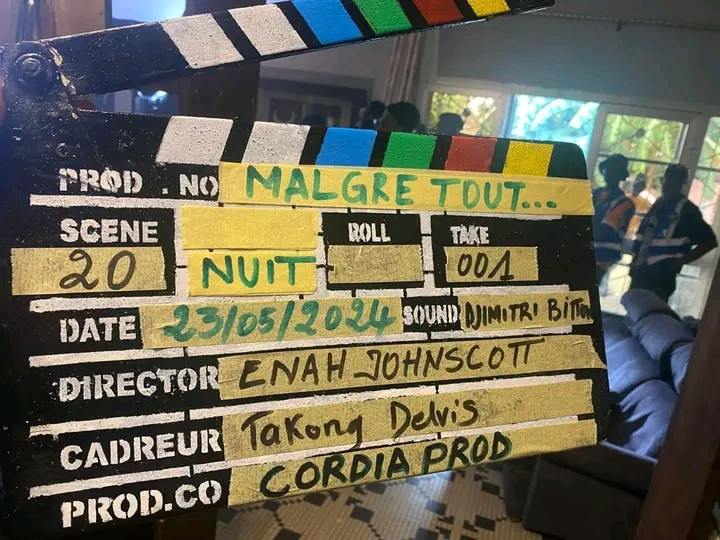 PROD . NO MALGRE TOUT...
SCENE ROLL TAKE
20 NUIT 001
DATE 23/05/2024 SOUND DJIMITRI
DIRECTOR ENAH JOHNSCOTT
CADREUR Takong Delvis
PROD.CO CORDIA PROD